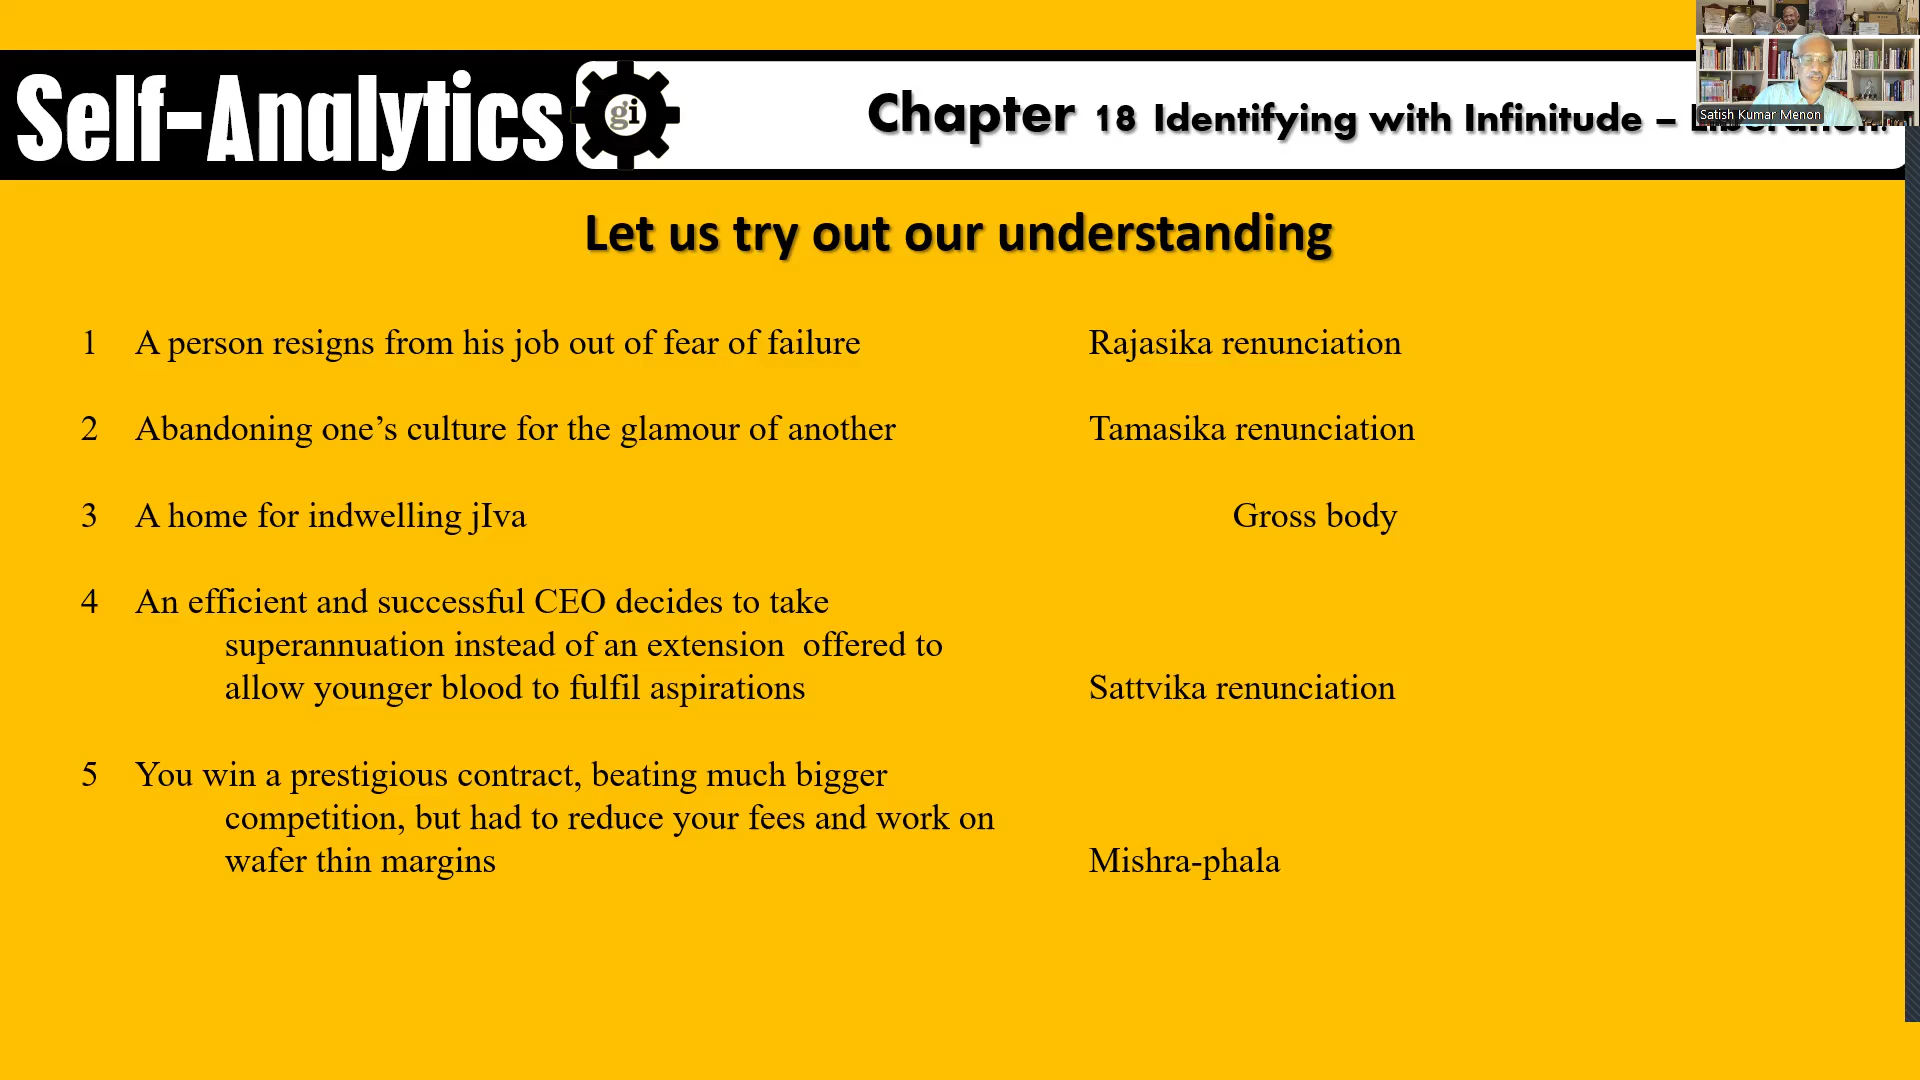 Self-Analytics
gi
Chapter 18 Identifying with Infinitude –
Satish Kumar Menon
Let us try out our understanding
1 A person resigns from his job out of fear of failure Rajasika renunciation
2 Abandoning one’s culture for the glamour of another Tamasika renunciation
3 A home for indwelling jIva Gross body
4 An efficient and successful CEO decides to take
superannuation instead of an extension offered to
allow younger blood to fulfil aspirations Sattvika renunciation
5 You win a prestigious contract, beating much bigger
competition, but had to reduce your fees and work on
wafer thin margins Mishra-phala